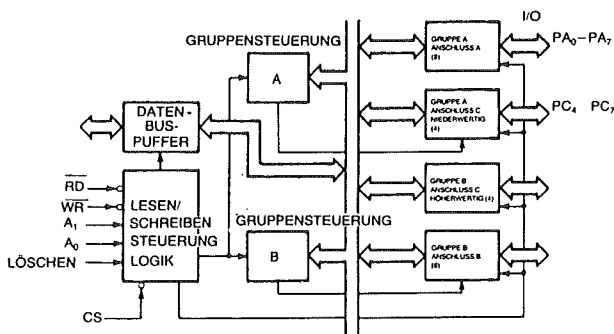 I/O
GRUPPENSTEUERUNG
A
GRUPPE A
ANSCHLUSS A
(8)
PA0–PA7
DATEN-
BUS-
PUFFER
GRUPPE A
ANSCHLUSS C
NIEDERWERTIG
(4)
PC4 PC7
RD
WR
A1
A0
LÖSCHEN
CS
LESEN/
SCHREIBEN
STEUERUNG
LOGIK
GRUPPENSTEUERUNG
B
GRUPPE B
ANSCHLUSS C
HÖHERWERTIG (4)
GRUPPE B
ANSCHLUSS B
(8)